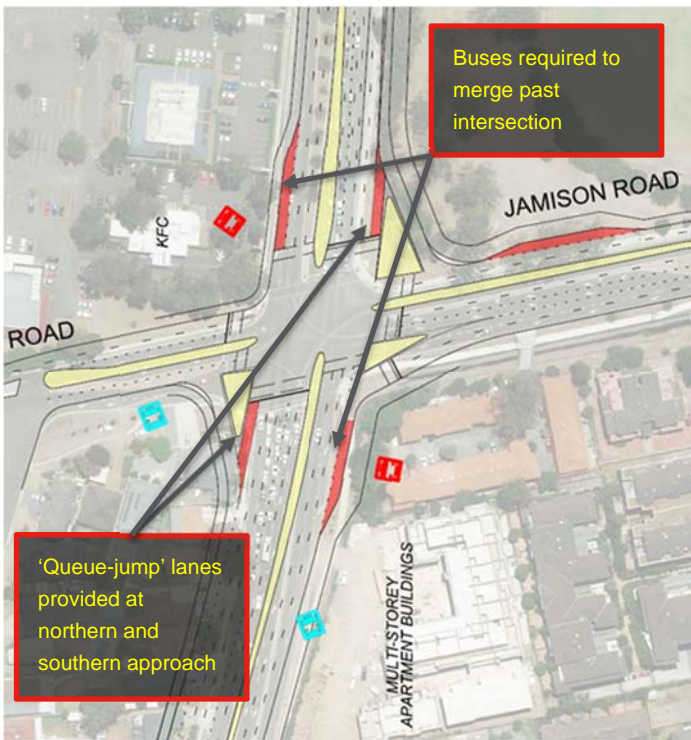 Buses required to
merge past
intersection
JAMISON ROAD
KFC
ROAD
'Queue-jump' lanes
provided at
northern and
southern approach
MULTI-STOREY
APARTMENT BUILDINGS